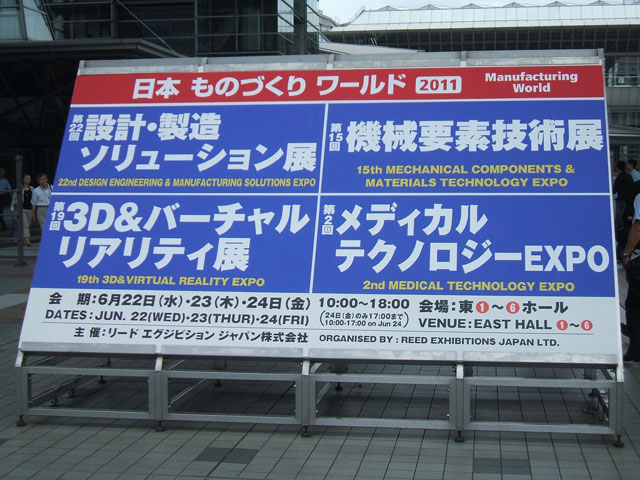 日本 ものづくり ワールド 2011
Manufacturing
World
第22回 設計・製造
ソリューション展
22nd DESIGN ENGINEERING & MANUFACTURING SOLUTIONS EXPO
第15回 機械要素技術展
15th MECHANICAL COMPONENTS &
MATERIALS TECHNOLOGY EXPO
第19回 3D&バーチャル
リアリティ展
19th 3D&VIRTUAL REALITY EXPO
第2回 メディカル
テクノロジーEXPO
2nd MEDICAL TECHNOLOGY EXPO
会 期:6月22日(水)・23(木)・24日(金) 10:00~18:00
DATES: JUN. 22(WED)・23(THU)・24(FRI)
(24日(金)のみ17:00まで
10:00-17:00 on Jun 24)
会場:東1~6ホール
VENUE: EAST HALL 1~6
主 催:リード エグジビション ジャパン株式会社
ORGANISED BY : REED EXHIBITIONS JAPAN LTD.